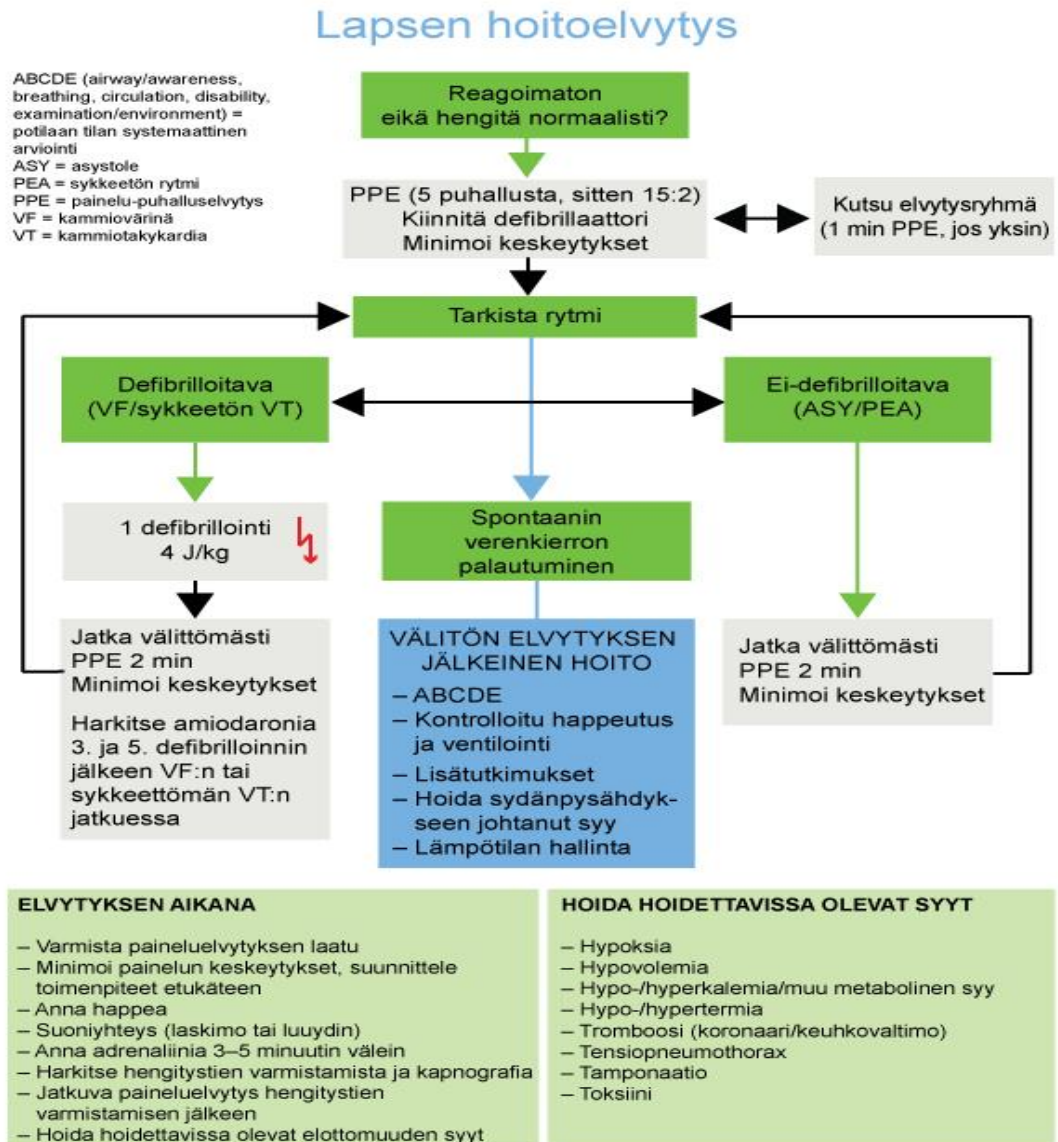 Lapsen hoitoelvytys
ABCDE (airway/awareness,
breathing, circulation, disability,
examination/environment) =
potilaan tilan systemaattinen
arviointi
ASY = asystole
PEA = sykkeetön rytmi
PPE = painelu-puhalluselvytys
VF = kammiovärinä
VT = kammiotakykardia
Reagoimaton
eikä hengitä normaalisti?
PPE (5 puhallusta, sitten 15:2)
Kiinnitä defibrillaattori
Minimoi keskeytykset
Kutsu elvytysryhmä
(1 min PPE, jos yksin)
Tarkista rytmi
Defibrilloitava
(VF/sykkeetön VT)
Ei-defibrilloitava
(ASY/PEA)
1 defibrillointi
4 J/kg
Spontaanin
verenkierron
palautuminen
Jatka välittömästi
PPE 2 min
Minimoi keskeytykset
Harkitse amiodaronia
3. ja 5. defibrilloinnin
jälkeen VF:n tai
sykkeettömän VT:n
jatkuessa
VÄLITÖN ELVYTYKSEN
JÄLKEINEN HOITO
– ABCDE
– Kontrolloitu happeutus
ja ventilointi
– Lisätutkimukset
– Hoida sydänpysähdyk-
seen johtanut syy
– Lämpötilan hallinta
Jatka välittömästi
PPE 2 min
Minimoi keskeytykset
ELVYTYKSEN AIKANA
– Varmista paineluelvytyksen laatu
– Minimoi painelun keskeytykset, suunnittele
toimenpiteet etukäteen
– Anna happea
– Suoniyhteys (laskimo tai luuydin)
– Anna adrenaliinia 3–5 minuutin välein
– Harkitse hengitystien varmistamista ja kapnografia
– Jatkuva paineluelvytys hengitystien
varmistamisen jälkeen
– Hoida hoidettavissa olevat elottomuuden syyt
HOIDA HOIDETTAVISSA OLEVAT SYYT
– Hypoksia
– Hypovolemia
– Hypo-/hyperkalemia/muu metabolinen syy
– Hypo-/hypertermia
– Tromboosi (koronaari/keuhkovaltimo)
– Tensiopneumothorax
– Tamponaatio
– Toksiini